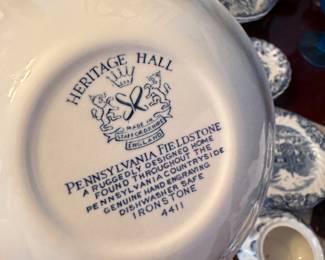 HERITAGE HALL
MADE IN
STAFFORDSHIRE
ENGLAND
PENNSYLVANIA FIELDSTONE
A RUGGEDLY DESIGNED HOME
FOUND THROUGHOUT THE
PENNSYLVANIA COUNTRYSIDE
GENUINE HAND ENGRAVING
DISHWASHER SAFE
IRONSTONE
4411